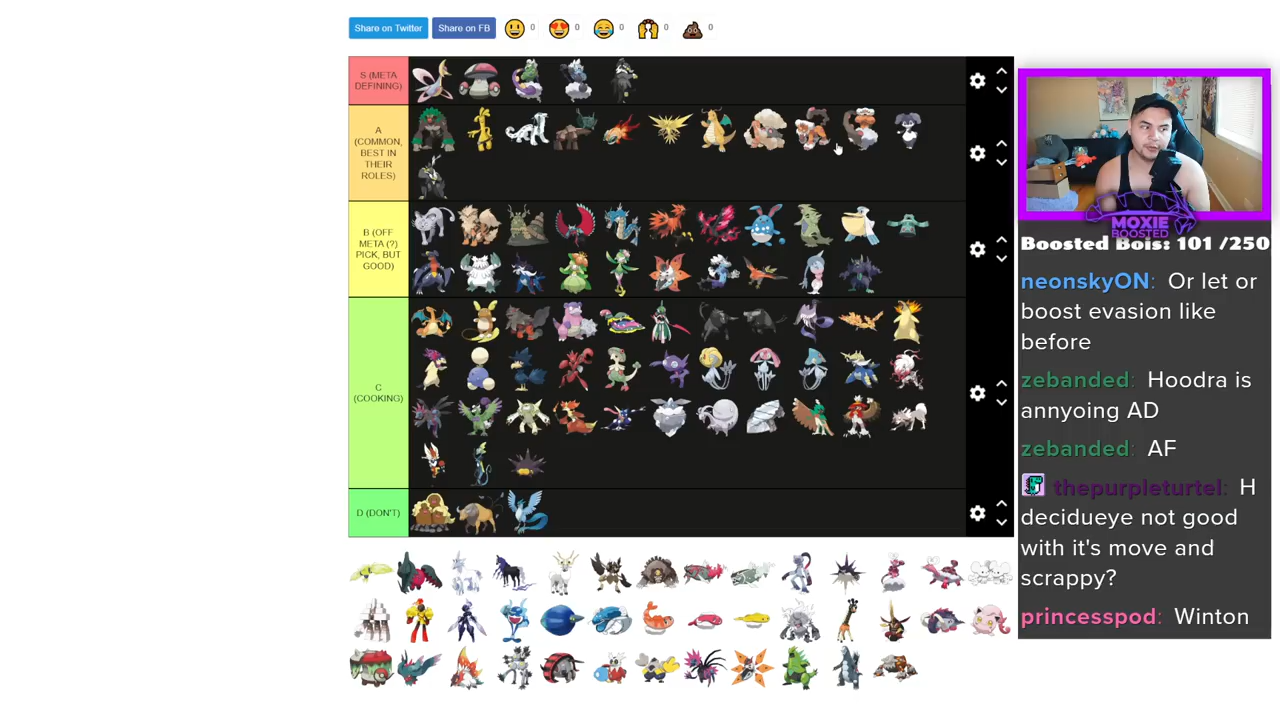 Share on Twitter
Share on FB
0
0
0
0
0
S (META
DEFINING)
A
(COMMON,
BEST IN
THEIR
ROLES)
B (OFF
META (?)
PICK, BUT
GOOD)
C
(COOKING)
D (DON'T)
MOXIE
BOOSTED
Boosted Bois: 101 /250
neonskyON: Or let or
boost evasion like
before
zebanded: Hoodra is
annyoing AD
zebanded: AF
thepurpleturtel: H
decidueye not good
with it's move and
scrappy?
princesspod: Winton